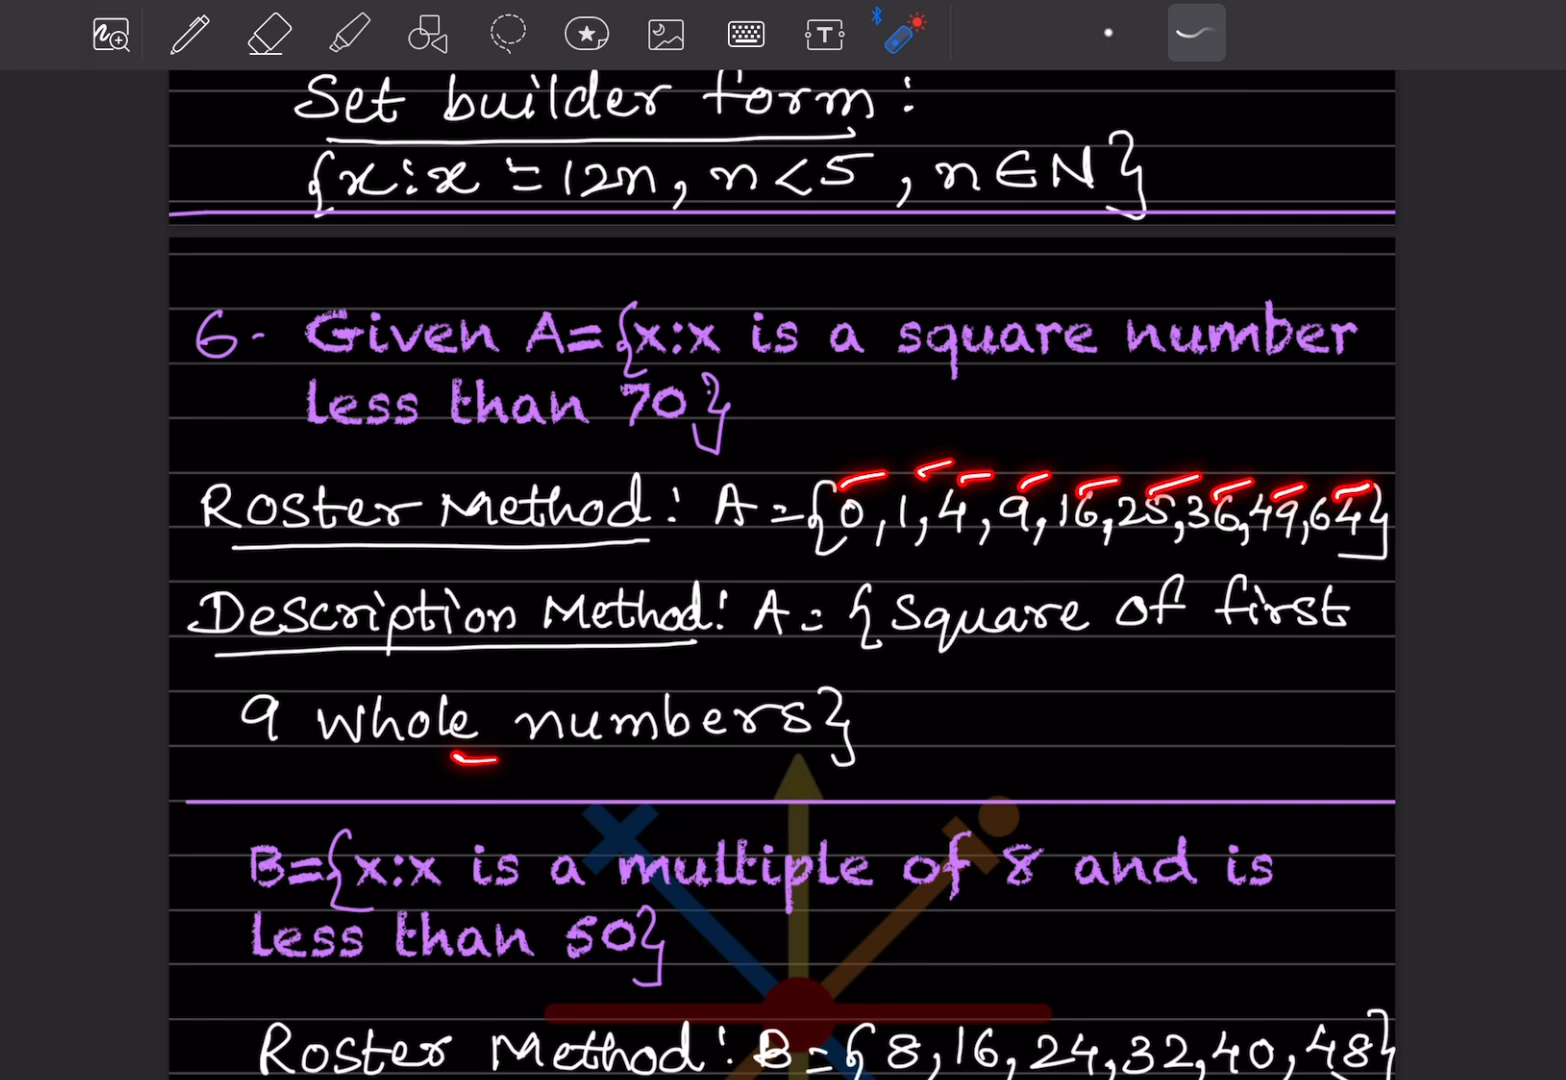 Set builder form:
{x:x = 12n, n<5, n∈N}
6. Given A={x:x is a square number
less than 70}
Roster Method: A={0,1,4,9,16,25,36,49,64}
Description Method: A={Square of first
9 whole numbers}
B={x:x is a multiple of 8 and is
less than 50}
Roster Method: B={8,16,24,32,40,48}